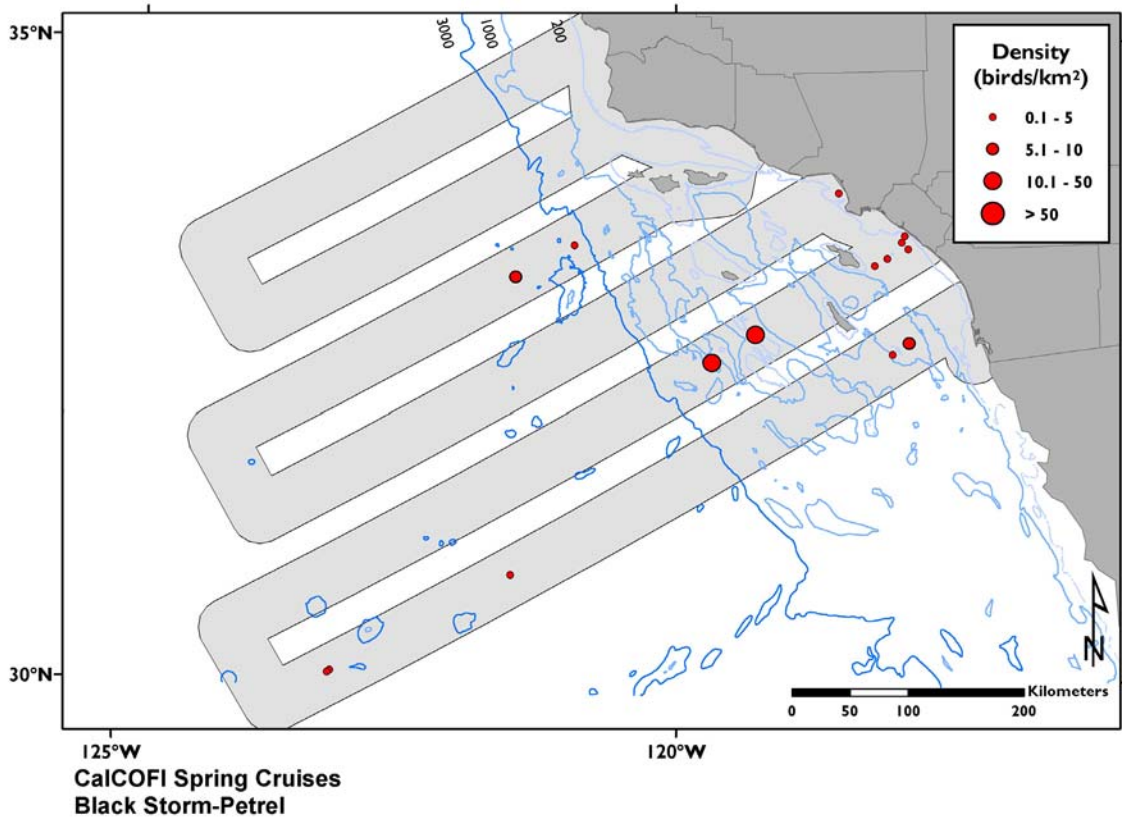 35°N
3000
1000
200
Density
(birds/km²)
0.1 - 5
5.1 - 10
10.1 - 50
> 50
30°N
N
Kilometers
0 50 100 200
125°W 120°W
CalCOFI Spring Cruises
Black Storm-Petrel